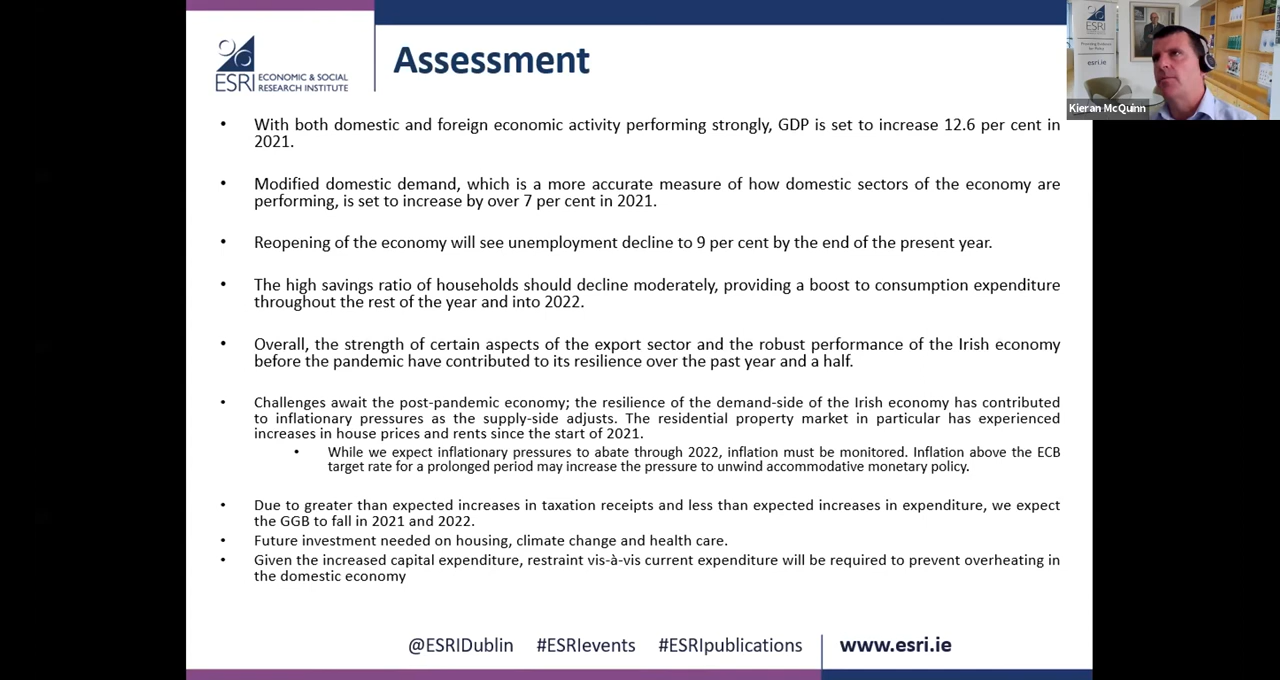 ESRI
ECONOMIC & SOCIAL
RESEARCH INSTITUTE
Assessment
ESRI
esri.ie
Kieran McQuinn
• With both domestic and foreign economic activity performing strongly, GDP is set to increase 12.6 per cent in
2021.
• Modified domestic demand, which is a more accurate measure of how domestic sectors of the economy are
performing, is set to increase by over 7 per cent in 2021.
• Reopening of the economy will see unemployment decline to 9 per cent by the end of the present year.
• The high savings ratio of households should decline moderately, providing a boost to consumption expenditure
throughout the rest of the year and into 2022.
• Overall, the strength of certain aspects of the export sector and the robust performance of the Irish economy
before the pandemic have contributed to its resilience over the past year and a half.
• Challenges await the post-pandemic economy; the resilience of the demand-side of the Irish economy has contributed
to inflationary pressures as the supply-side adjusts. The residential property market in particular has experienced
increases in house prices and rents since the start of 2021.
• While we expect inflationary pressures to abate through 2022, inflation must be monitored. Inflation above the ECB
target rate for a prolonged period may increase the pressure to unwind accommodative monetary policy.
• Due to greater than expected increases in taxation receipts and less than expected increases in expenditure, we expect
the GGB to fall in 2021 and 2022.
• Future investment needed on housing, climate change and health care.
• Given the increased capital expenditure, restraint vis-à-vis current expenditure will be required to prevent overheating in
the domestic economy
@ESRIDublin #ESRIevents #ESRIpublications www.esri.ie